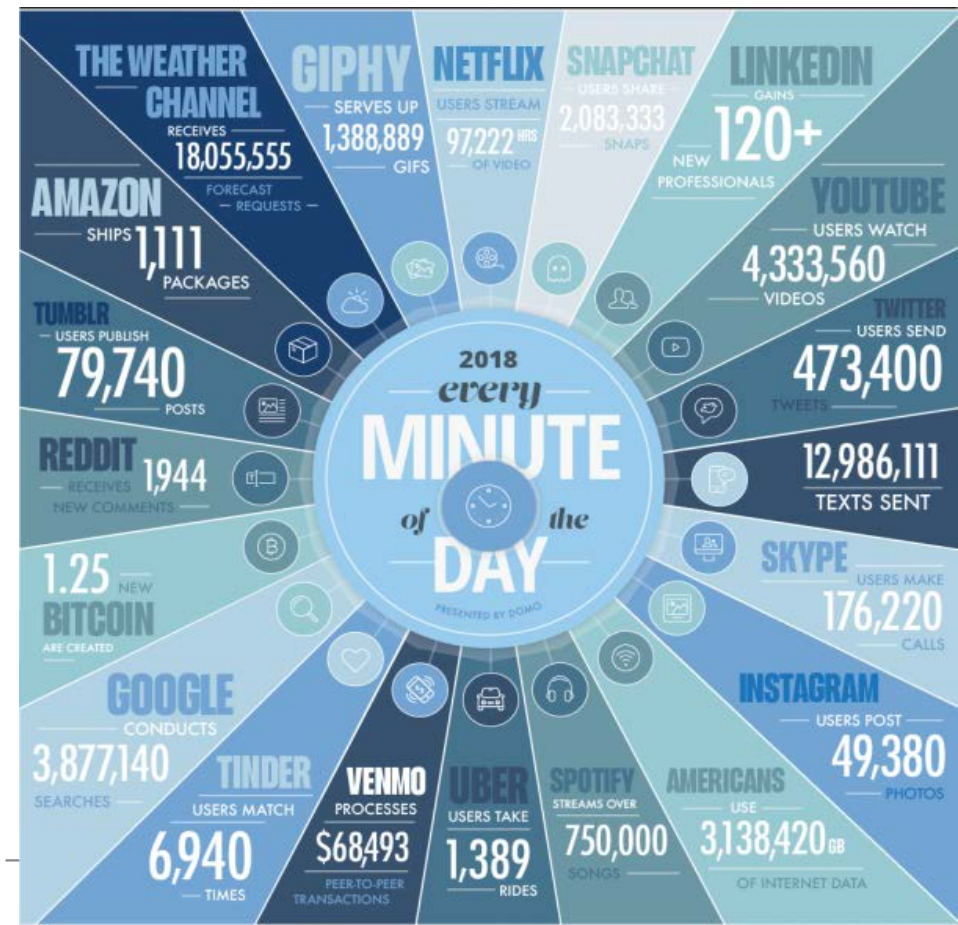 2018
every
MINUTE
of the
DAY
PRESENTED BY DOMO
THE WEATHER
CHANNEL
RECEIVES
18,055,555
FORECAST
REQUESTS
GIPHY
SERVES UP
1,388,889
GIFS
NETFLIX
USERS STREAM
97,222 HRS
OF VIDEO
SNAPCHAT
USERS SHARE
2,083,333
SNAPS
LINKEDIN
GAINS
120+
NEW
PROFESSIONALS
YOUTUBE
USERS WATCH
4,333,560
VIDEOS
TWITTER
USERS SEND
473,400
TWEETS
12,986,111
TEXTS SENT
SKYPE
USERS MAKE
176,220
CALLS
INSTAGRAM
USERS POST
49,380
PHOTOS
AMERICANS
USE
3,138,420 GB
OF INTERNET DATA
SPOTIFY
STREAMS OVER
750,000
SONGS
UBER
USERS TAKE
1,389
RIDES
VENMO
PROCESSES
$68,493
PEER-TO-PEER
TRANSACTIONS
TINDER
USERS MATCH
6,940
TIMES
GOOGLE
CONDUCTS
3,877,140
SEARCHES
1.25 NEW
BITCOIN
ARE CREATED
REDDIT
RECEIVES 1,944
NEW COMMENTS
TUMBLR
USERS PUBLISH
79,740
POSTS
AMAZON
SHIPS 1,111
PACKAGES